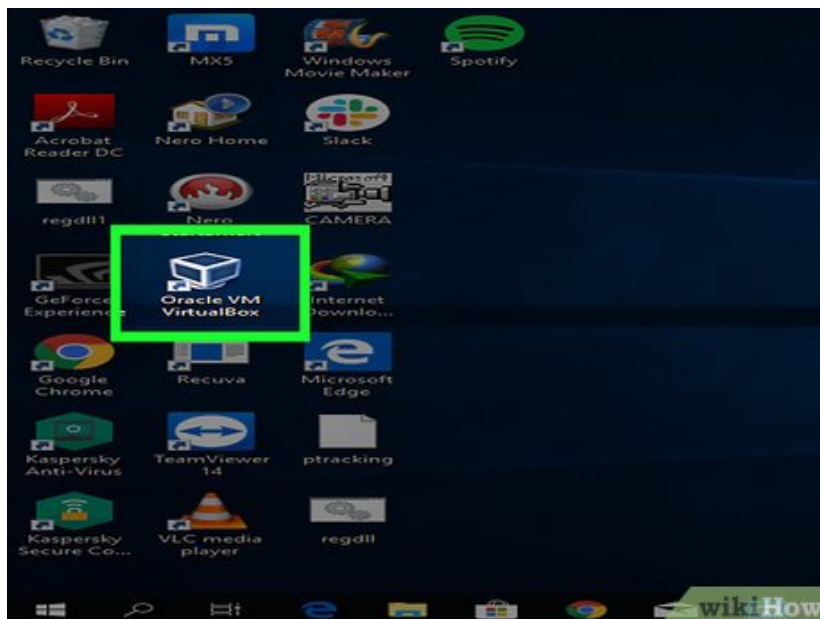 Recycle Bin
MX5
Windows
Movie Maker
Spotify
Acrobat
Reader DC
Nero Home
Slack
regdll1
Nero
Microsoft
CAMERA
GeForce
Experience
Oracle VM
VirtualBox
Internet
Downlo...
Google
Chrome
Recuva
Microsoft
Edge
Kaspersky
Anti-Virus
TeamViewer
14
ptracking
Kaspersky
Secure Co...
VLC media
player
regdll
wikiHow